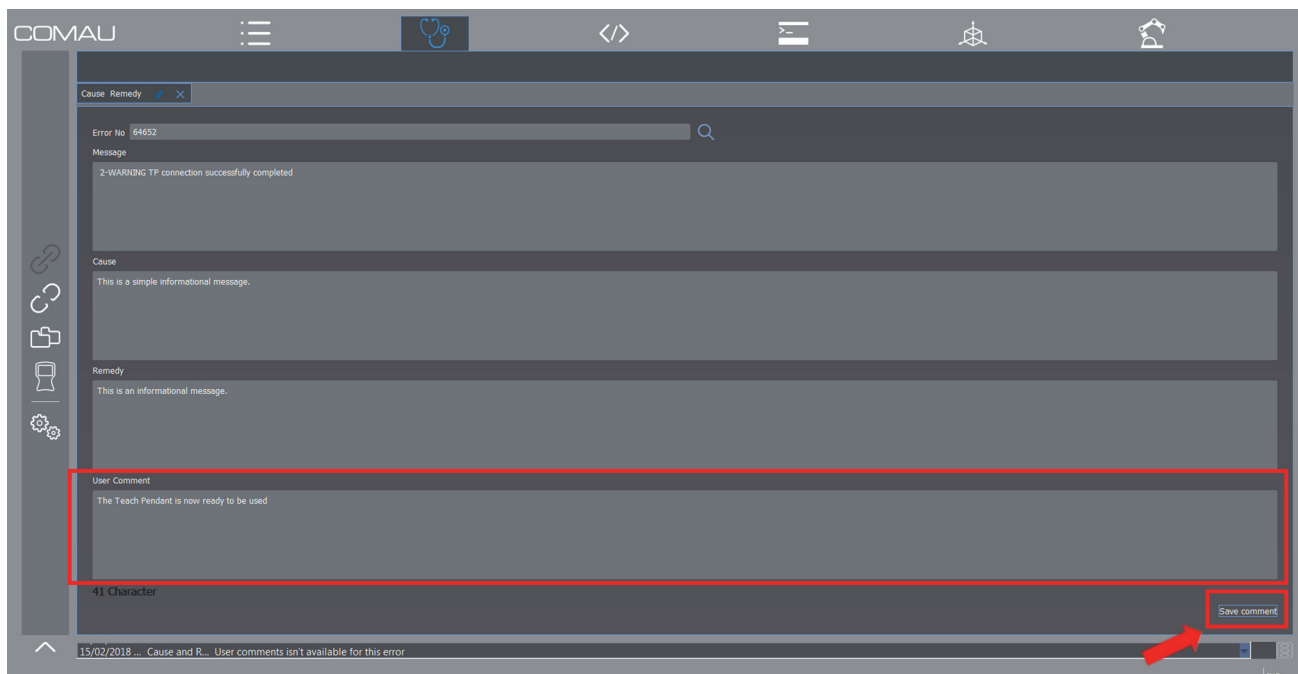 COMAU
Cause Remedy
Error No 64652
Message
2-WARNING TP connection successfully completed
Cause
This is a simple informational message.
Remedy
This is an informational message.
User Comment
The Teach Pendant is now ready to be used
41 Character
Save comment
15/02/2018 ... Cause and R... User comments isn't available for this error